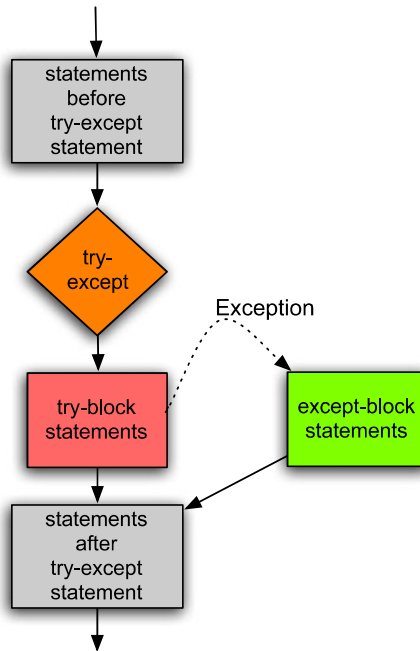 statements
before
try-except
statement
try-
except
Exception
try-block
statements
except-block
statements
statements
after
try-except
statement